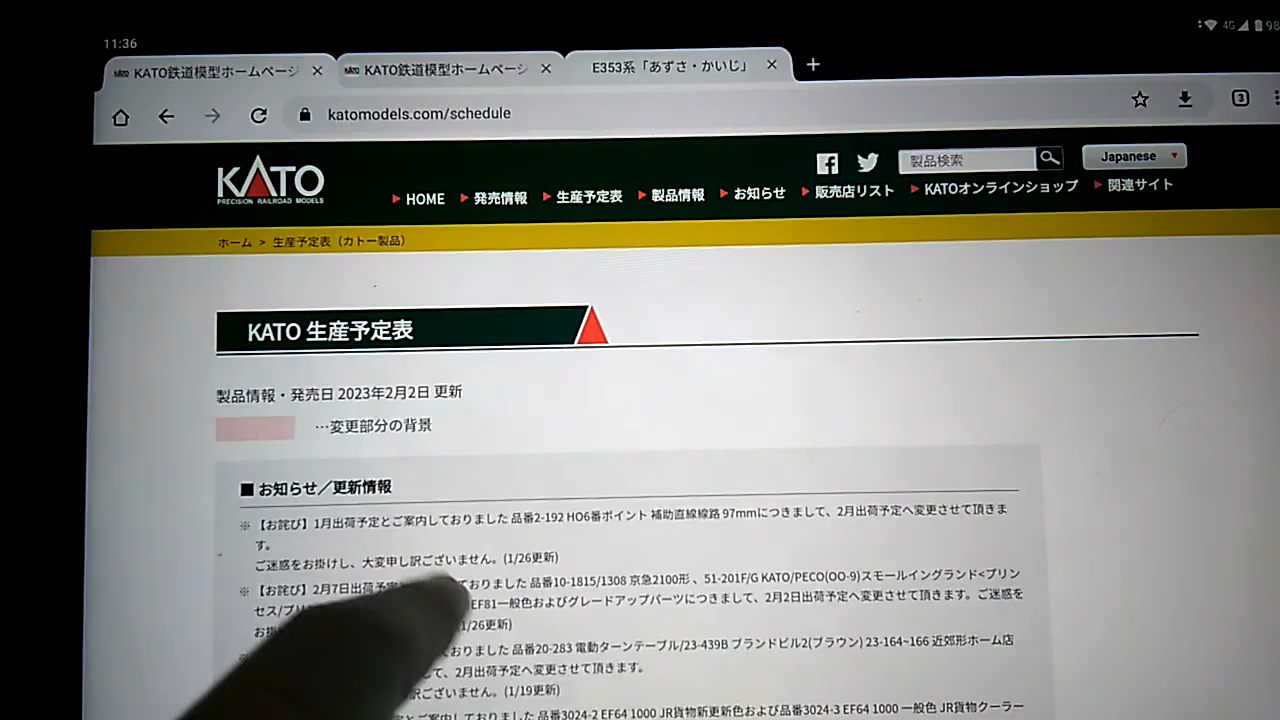 11:36
4G 98
KATO鉄道模型ホームページ
KATO鉄道模型ホームページ
E353系「あずさ・かいじ」
katomodels.com/schedule
3
KATO
PRECISION RAILROAD MODELS
製品検索
Japanese
HOME 発売情報 生産予定表 製品情報 お知らせ 販売店リスト KATOオンラインショップ 関連サイト
ホーム > 生産予定表（カトー製品）
KATO 生産予定表
製品情報・発売日 2023年2月2日 更新
…変更部分の背景
■ お知らせ／更新情報
※ 【お詫び】1月出荷予定とご案内しておりました 品番2-192 HO6番ポイント 補助直線線路 97mmにつきまして、2月出荷予定へ変更させて頂きま
す。
ご迷惑をお掛けし、大変申し訳ございません。(1/26更新)
※ 【お詫び】2月7日出荷予定 ておりました 品番10-1815/1308 京急2100形 、51-201F/G KATO/PECO(OO-9)スモールイングランド<プリン
セス/プリ EF81一般色およびグレードアップパーツにつきまして、2月2日出荷予定へ変更させて頂きます。ご迷惑を
お掛 1/26更新)
ておりました 品番20-283 電動ターンテーブル/23-439B ブランドビル2(ブラウン) 23-164~166 近郊形ホーム店
て、2月出荷予定へ変更させて頂きます。
訳ございません。(1/19更新)
とご案内しておりました 品番3024-2 EF64 1000 JR貨物新更新色および品番3024-3 EF64 1000 一般色 JR貨物クーラー